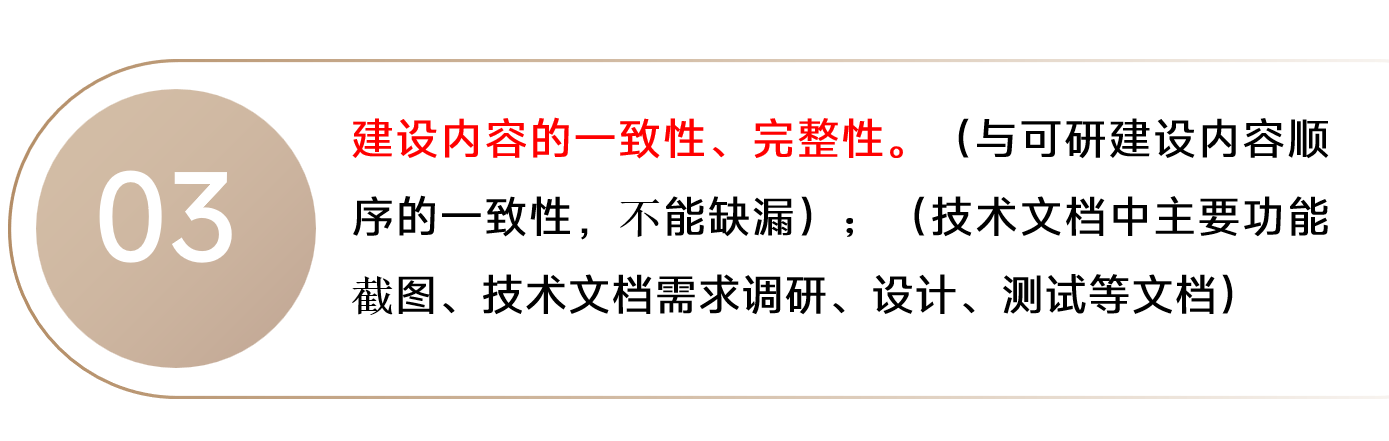 03
建设内容的一致性、完整性。（与可研建设内容顺
序的一致性，不能缺漏）；（技术文档中主要功能
截图、技术文档需求调研、设计、测试等文档）